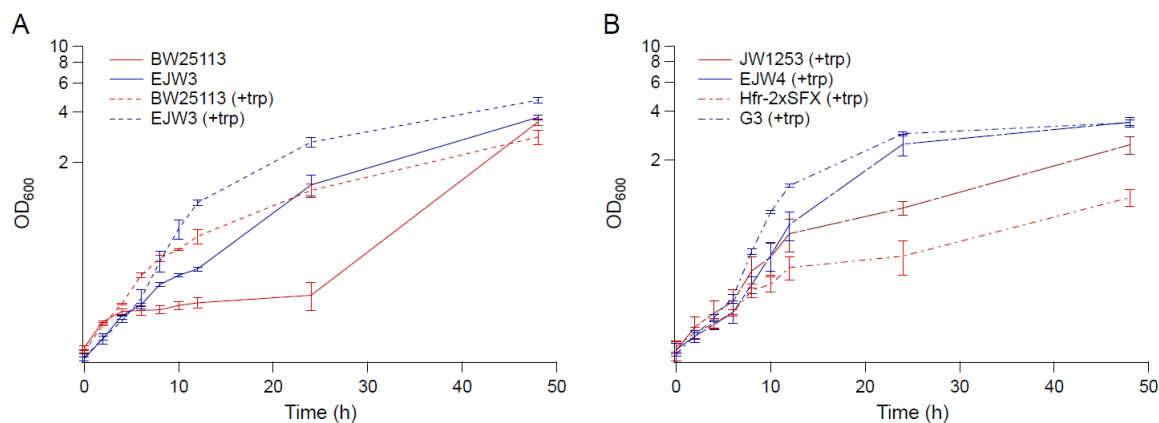 A
BW25113
EJW3
BW25113 (+trp)
EJW3 (+trp)
10
8
6
4
2
OD600
0
10
20
30
40
50
Time (h)
B
JW1253 (+trp)
EJW4 (+trp)
Hfr-2xSFX (+trp)
G3 (+trp)
10
8
6
4
2
OD600
0
10
20
30
40
50
Time (h)